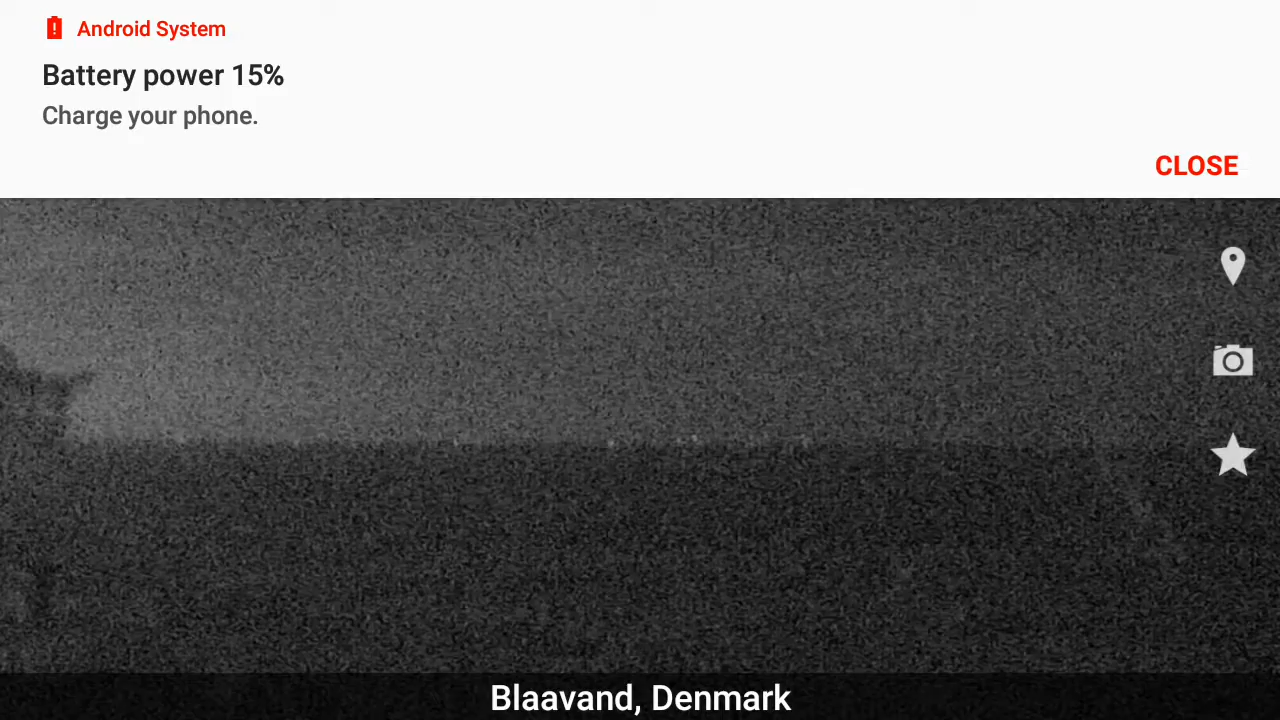 Android System
Battery power 15%
Charge your phone.
CLOSE
Blaavand, Denmark